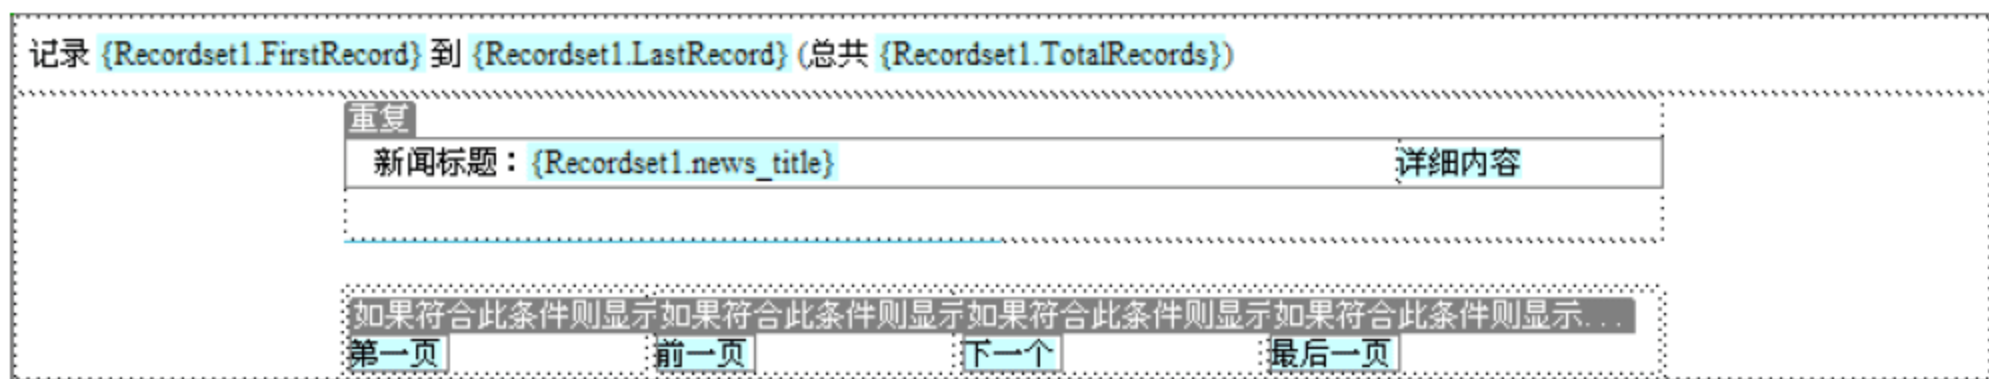 记录 {Recordset1.FirstRecord} 到 {Recordset1.LastRecord} (总共 {Recordset1.TotalRecords})
重复
新闻标题：{Recordset1.news_title} 详细内容
如果符合此条件则显示如果符合此条件则显示如果符合此条件则显示如果符合此条件则显示...
第一页 前一页 下一个 最后一页